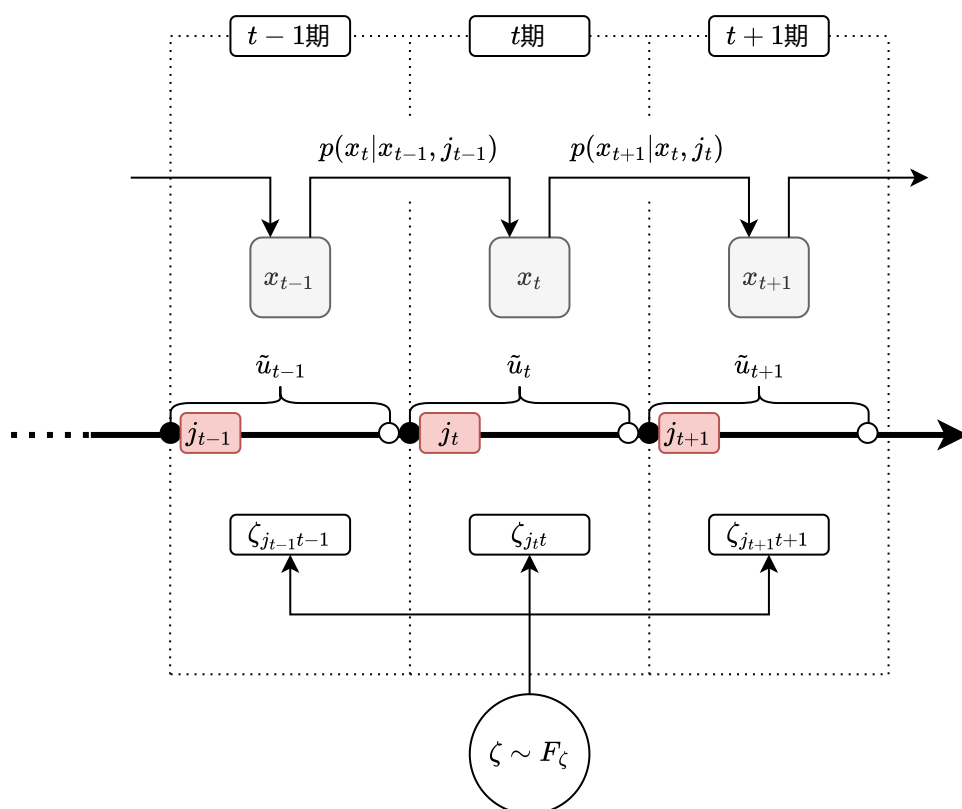 t − 1期
t期
t + 1期
p(x_t|x_{t−1}, j_{t−1})
p(x_{t+1}|x_t, j_t)
x_{t−1}
x_t
x_{t+1}
ũ_{t−1}
ũ_t
ũ_{t+1}
j_{t−1}
j_t
j_{t+1}
ζ_{j_{t−1}t−1}
ζ_{j_t t}
ζ_{j_{t+1}t+1}
ζ ∼ F_ζ